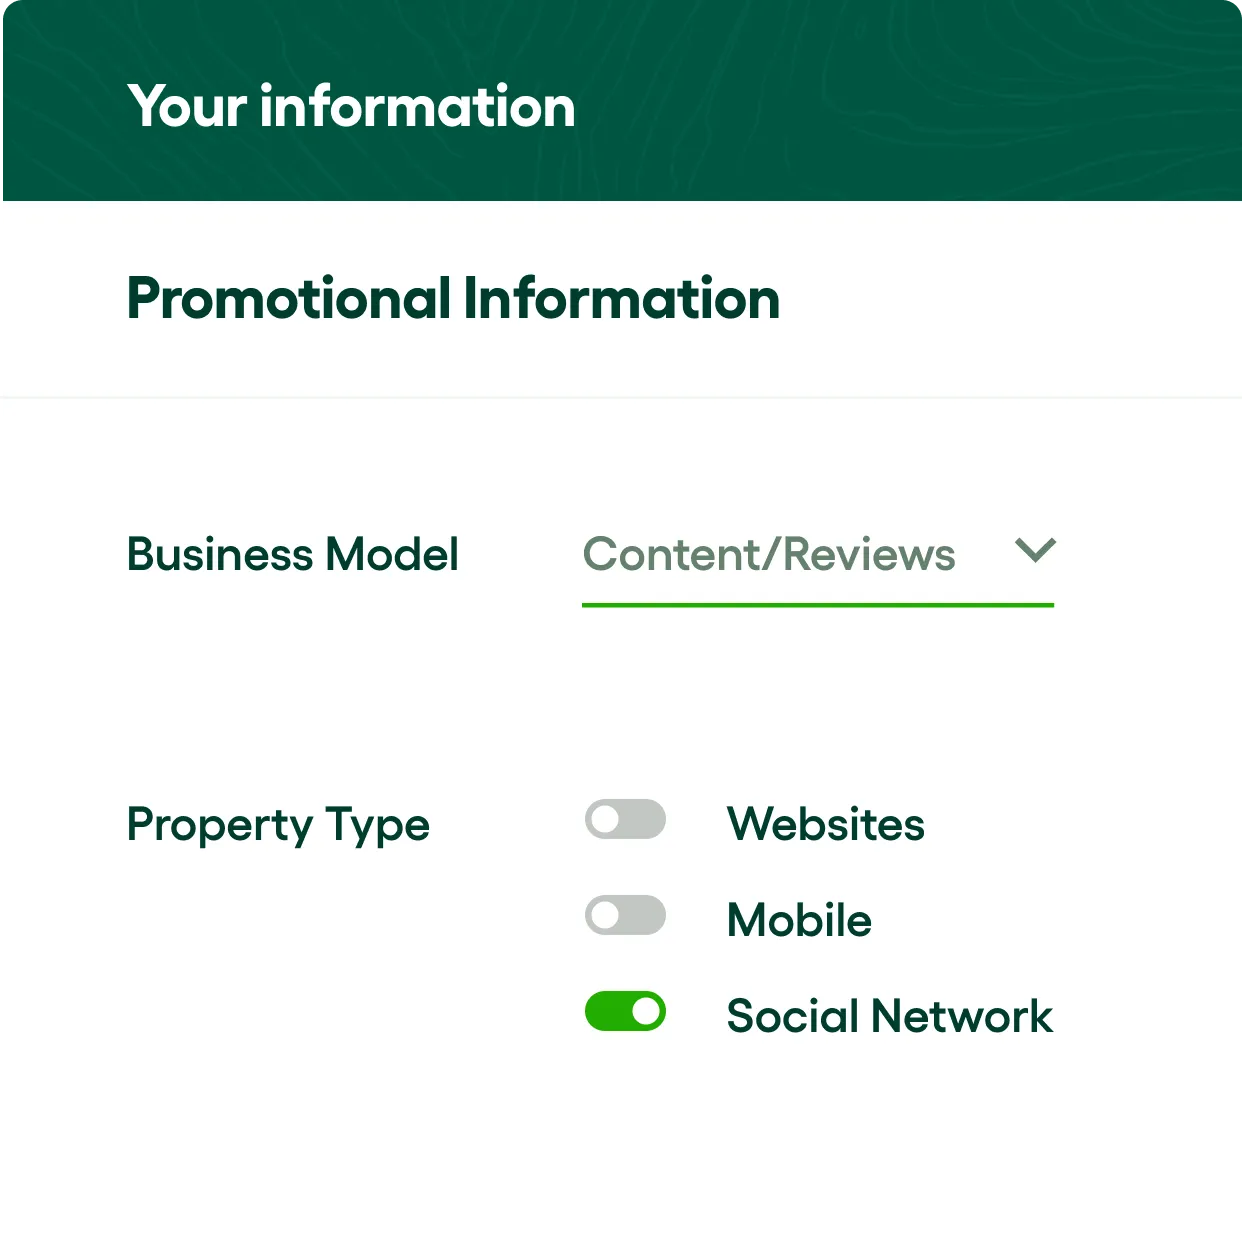 Your information
Promotional Information
Business Model
Content/Reviews
Property Type
Websites
Mobile
Social Network